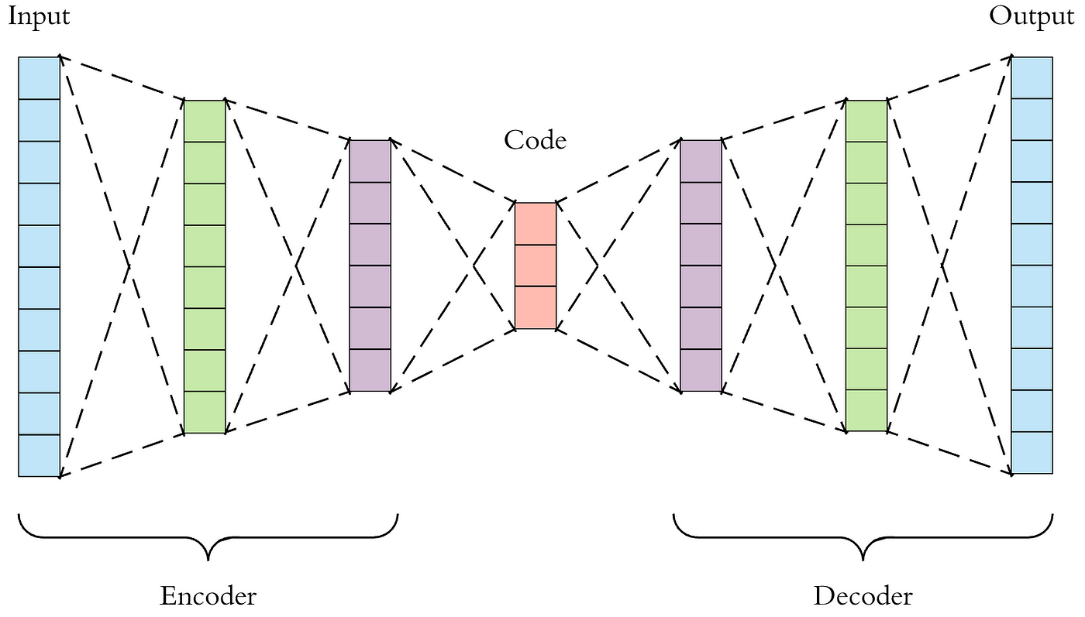 Input
Output
Code
Encoder
Decoder